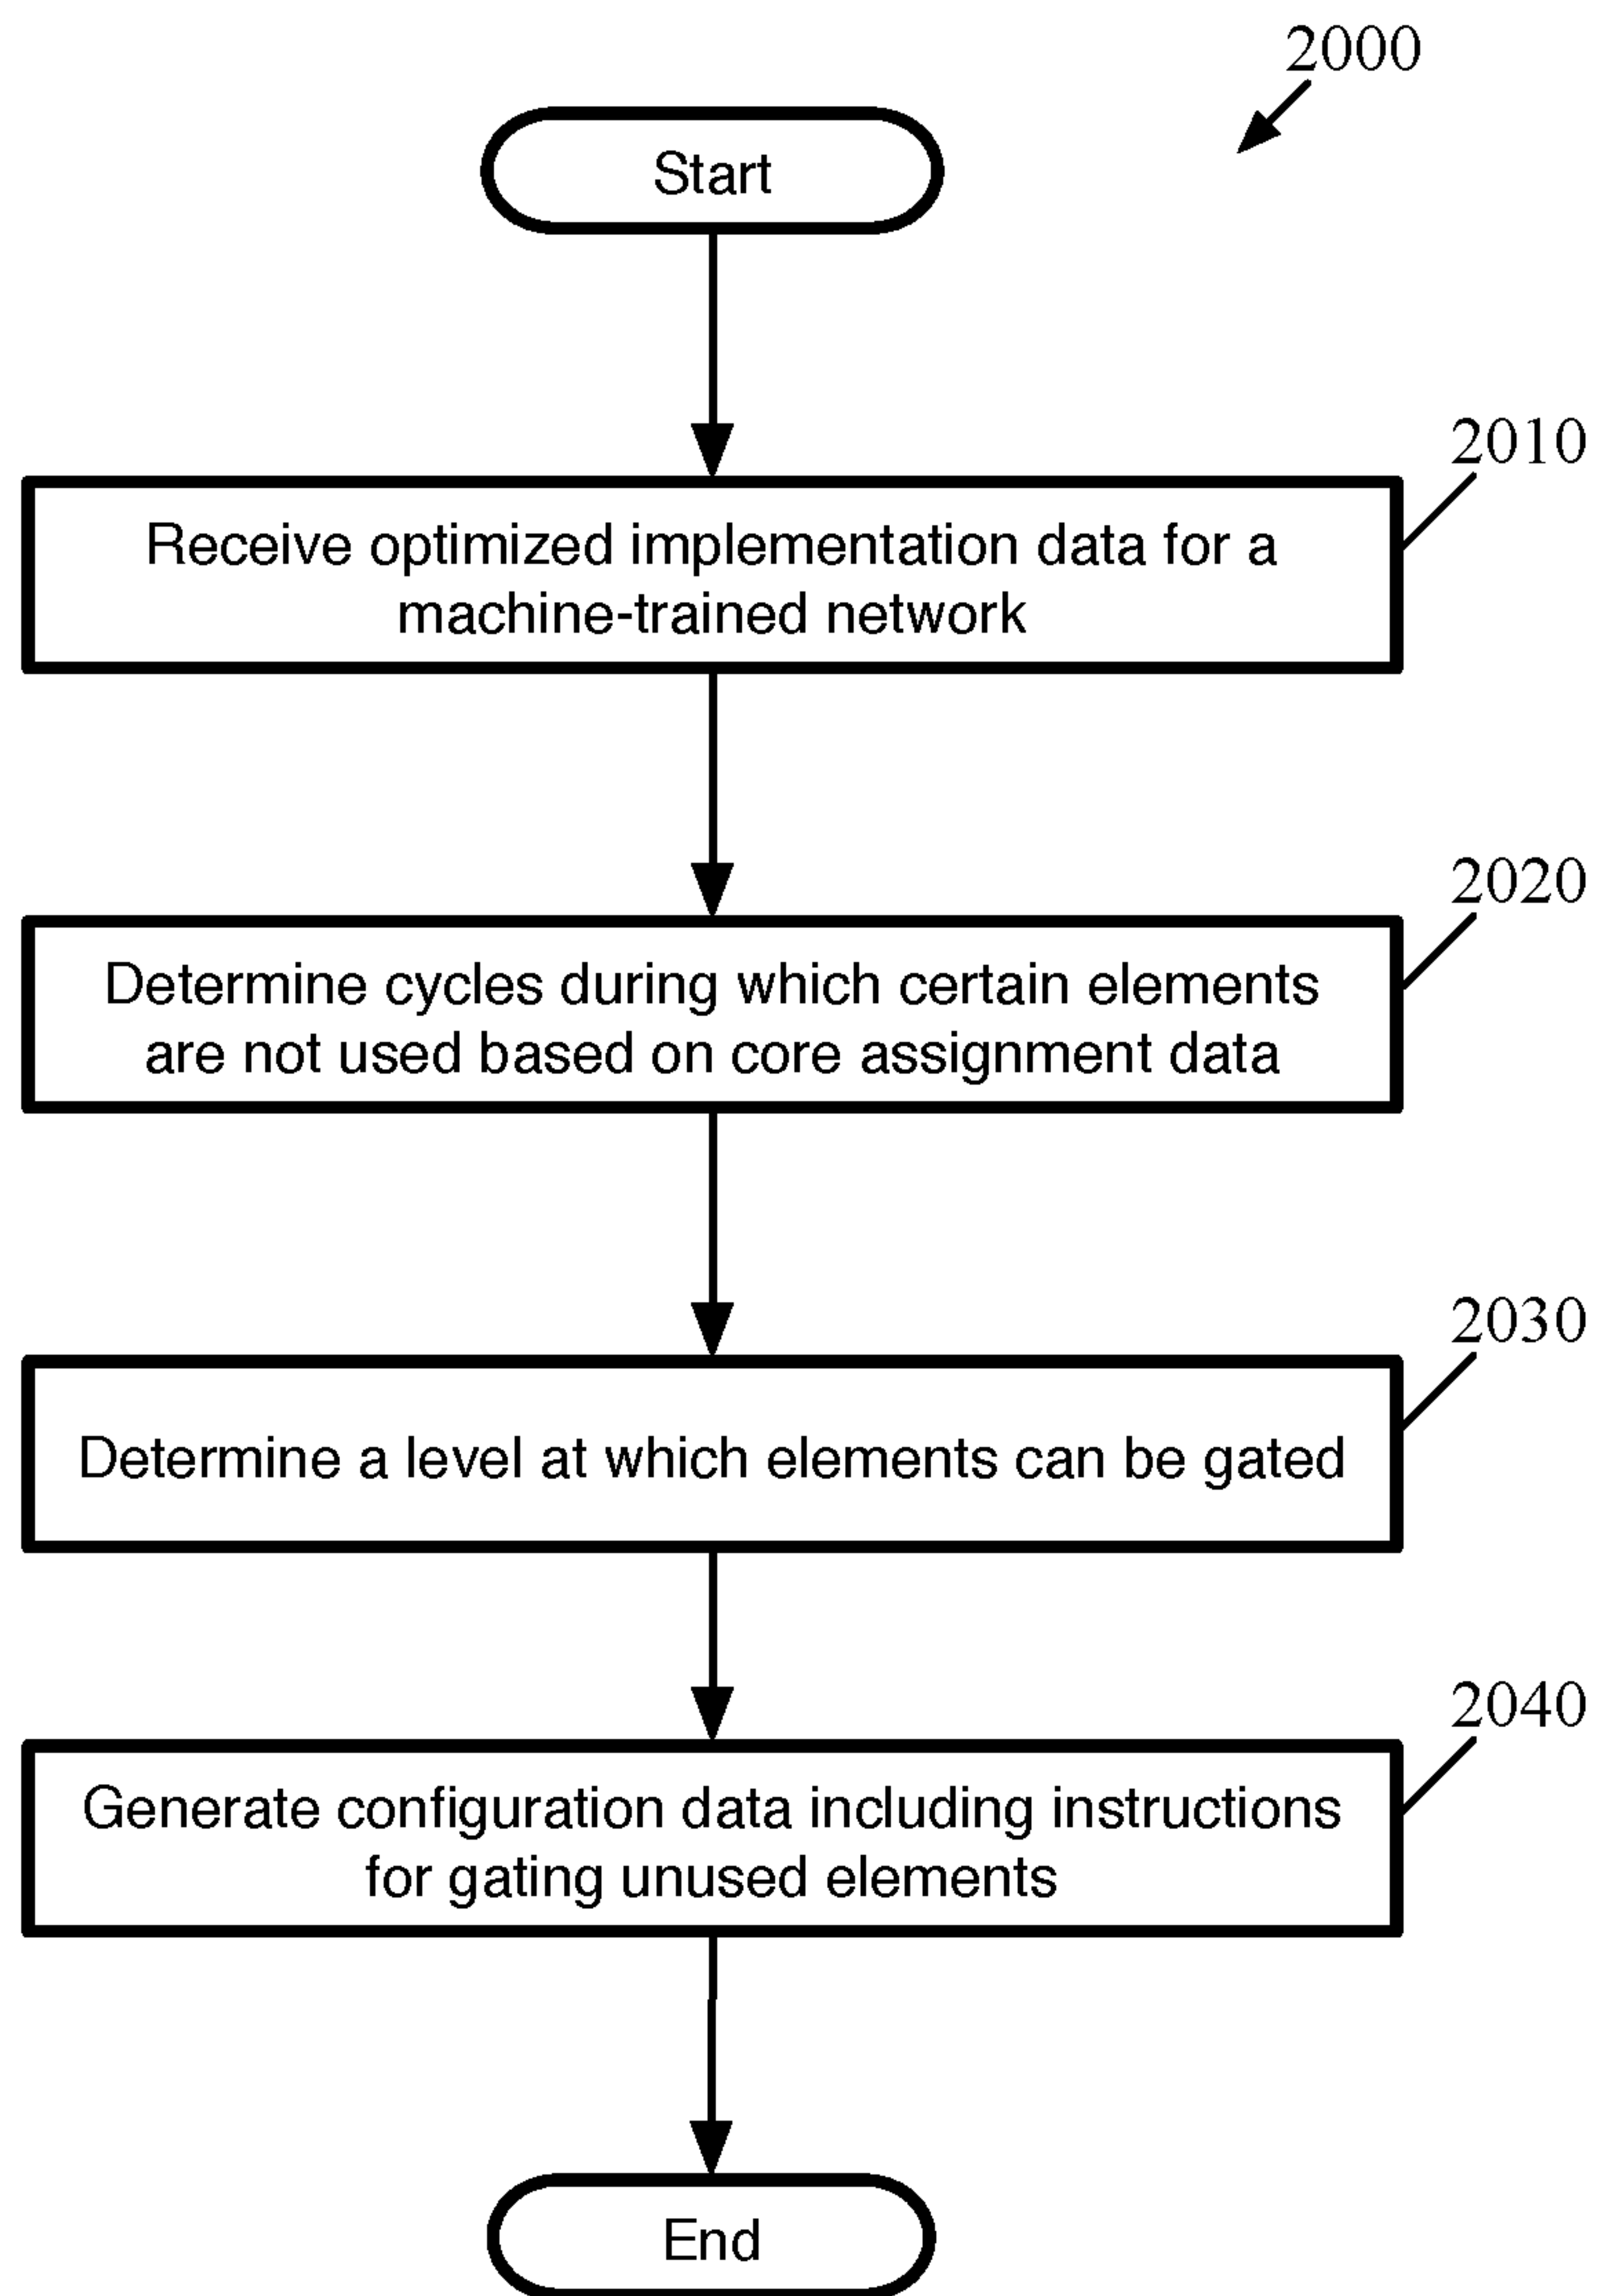 2000
Start
2010
Receive optimized implementation data for a
machine-trained network
2020
Determine cycles during which certain elements
are not used based on core assignment data
2030
Determine a level at which elements can be gated
2040
Generate configuration data including instructions
for gating unused elements
End